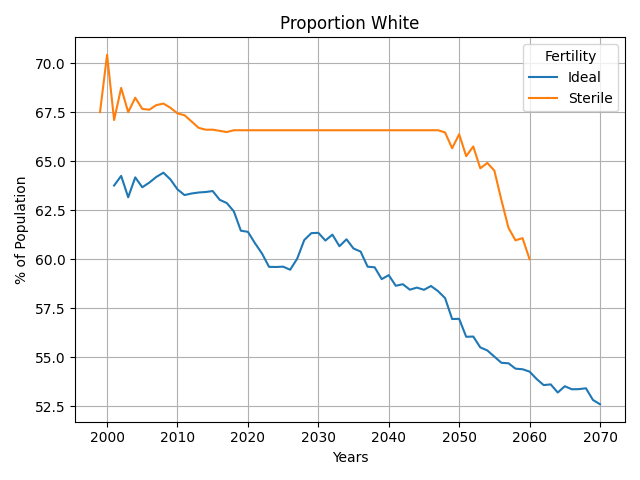 Proportion White
Fertility
Ideal
Sterile
% of Population
70.0
67.5
65.0
62.5
60.0
57.5
55.0
52.5
2000 2010 2020 2030 2040 2050 2060 2070
Years